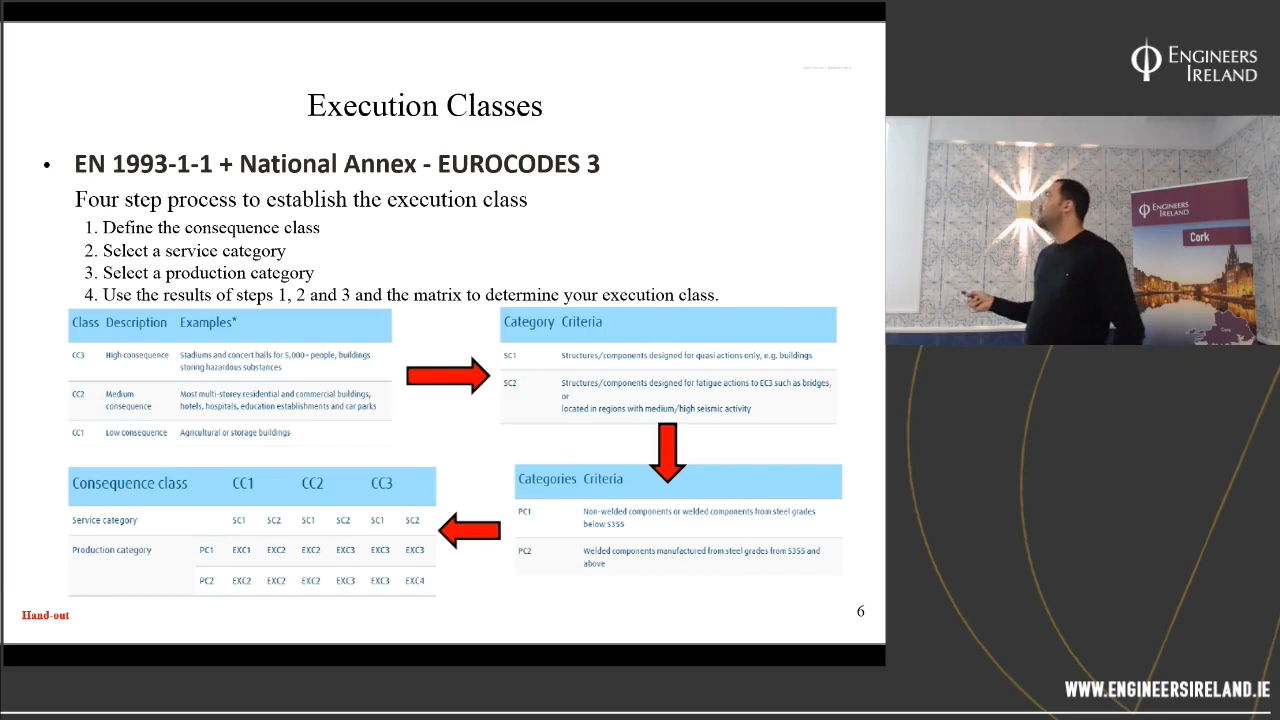 Execution Classes
• EN 1993-1-1 + National Annex - EUROCODES 3
Four step process to establish the execution class
1. Define the consequence class
2. Select a service category
3. Select a production category
4. Use the results of steps 1, 2 and 3 and the matrix to determine your execution class.
Class Description Examples*
CC3 High consequence Stadiums and concert halls for 5,000+ people, buildings
storing hazardous substances
CC2 Medium consequence Most multi-storey residential and commercial buildings,
hotels, hospitals, education establishments and car parks
CC1 Low consequence Agricultural or storage buildings
Category Criteria
SC1 Structures/components designed for quasi actions only, e.g. buildings
SC2 Structures/components designed for fatigue actions to EC3 such as bridges,
or
located in regions with medium/high seismic activity
Categories Criteria
PC1 Non-welded components or welded components from steel grades
below S355
PC2 Welded components manufactured from steel grades from S355 and
above
Consequence class CC1 CC2 CC3
Service category SC1 SC2 SC1 SC2 SC1 SC2
Production category PC1 EXC1 EXC2 EXC2 EXC3 EXC3 EXC3
PC2 EXC2 EXC2 EXC2 EXC3 EXC3 EXC4
Hand-out
6
ENGINEERS
IRELAND
ENGINEERS
IRELAND
Cork
WWW.ENGINEERSIRELAND.IE